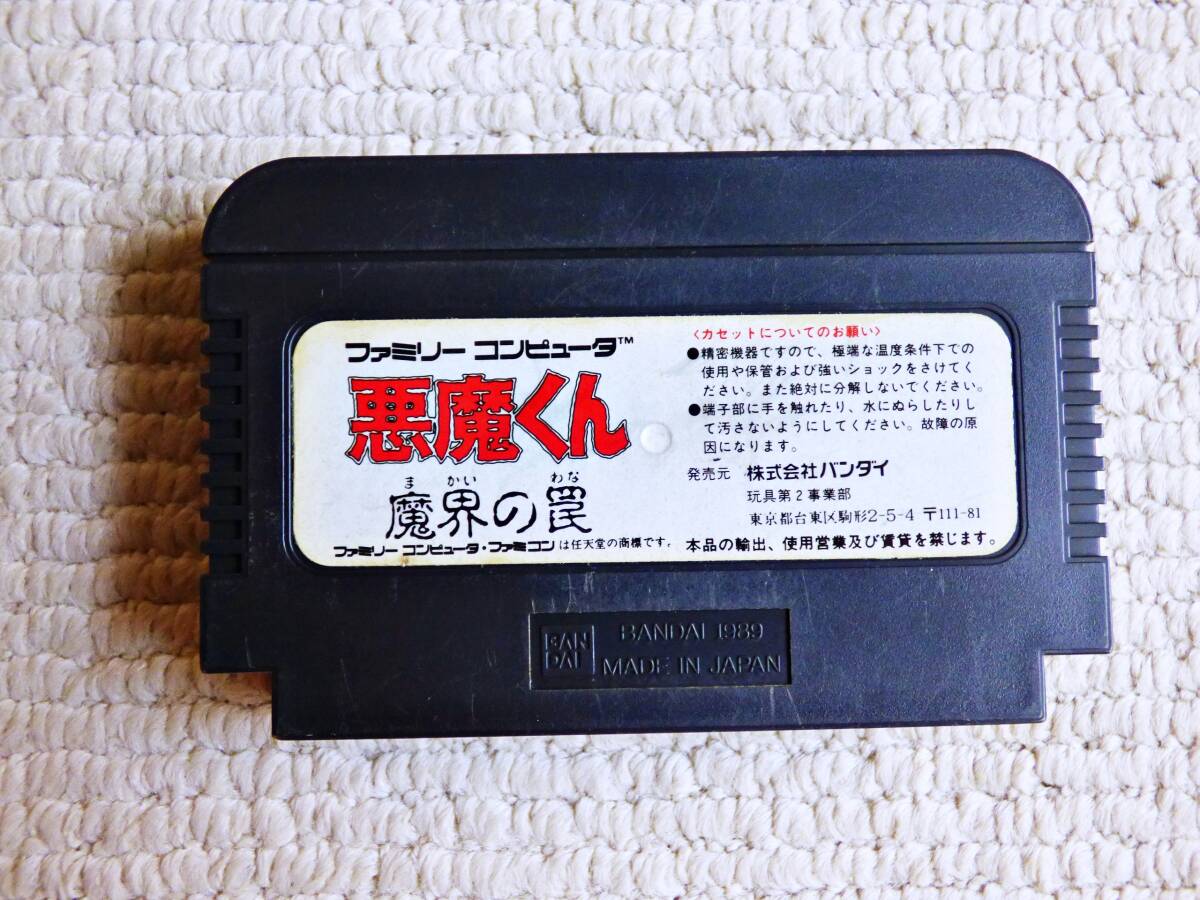 ファミリー コンピュータ™
悪魔くん
ま かい わな
魔界の罠
ファミリー コンピュータ・ファミコン は任天堂の商標です。
〈カセットについてのお願い〉
●精密機器ですので、極端な温度条件下での
使用や保管および強いショックをさけてく
ださい。また絶対に分解しないでください。
●端子部に手を触れたり、水にぬらしたりし
て汚さないようにしてください。故障の原
因になります。
発売元 株式会社バンダイ
玩具第2事業部
東京都台東区駒形2-5-4 〒111-81
本品の輸出、使用営業及び賃貸を禁じます。
BAN
DAI
BANDAI 1989
MADE IN JAPAN